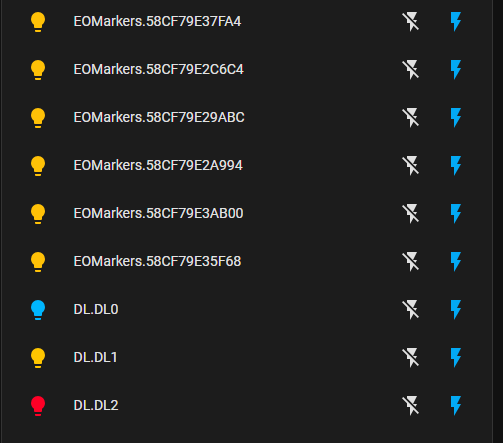 EOMarkers.58CF79E37FA4
EOMarkers.58CF79E2C6C4
EOMarkers.58CF79E29ABC
EOMarkers.58CF79E2A994
EOMarkers.58CF79E3AB00
EOMarkers.58CF79E35F68
DL.DL0
DL.DL1
DL.DL2